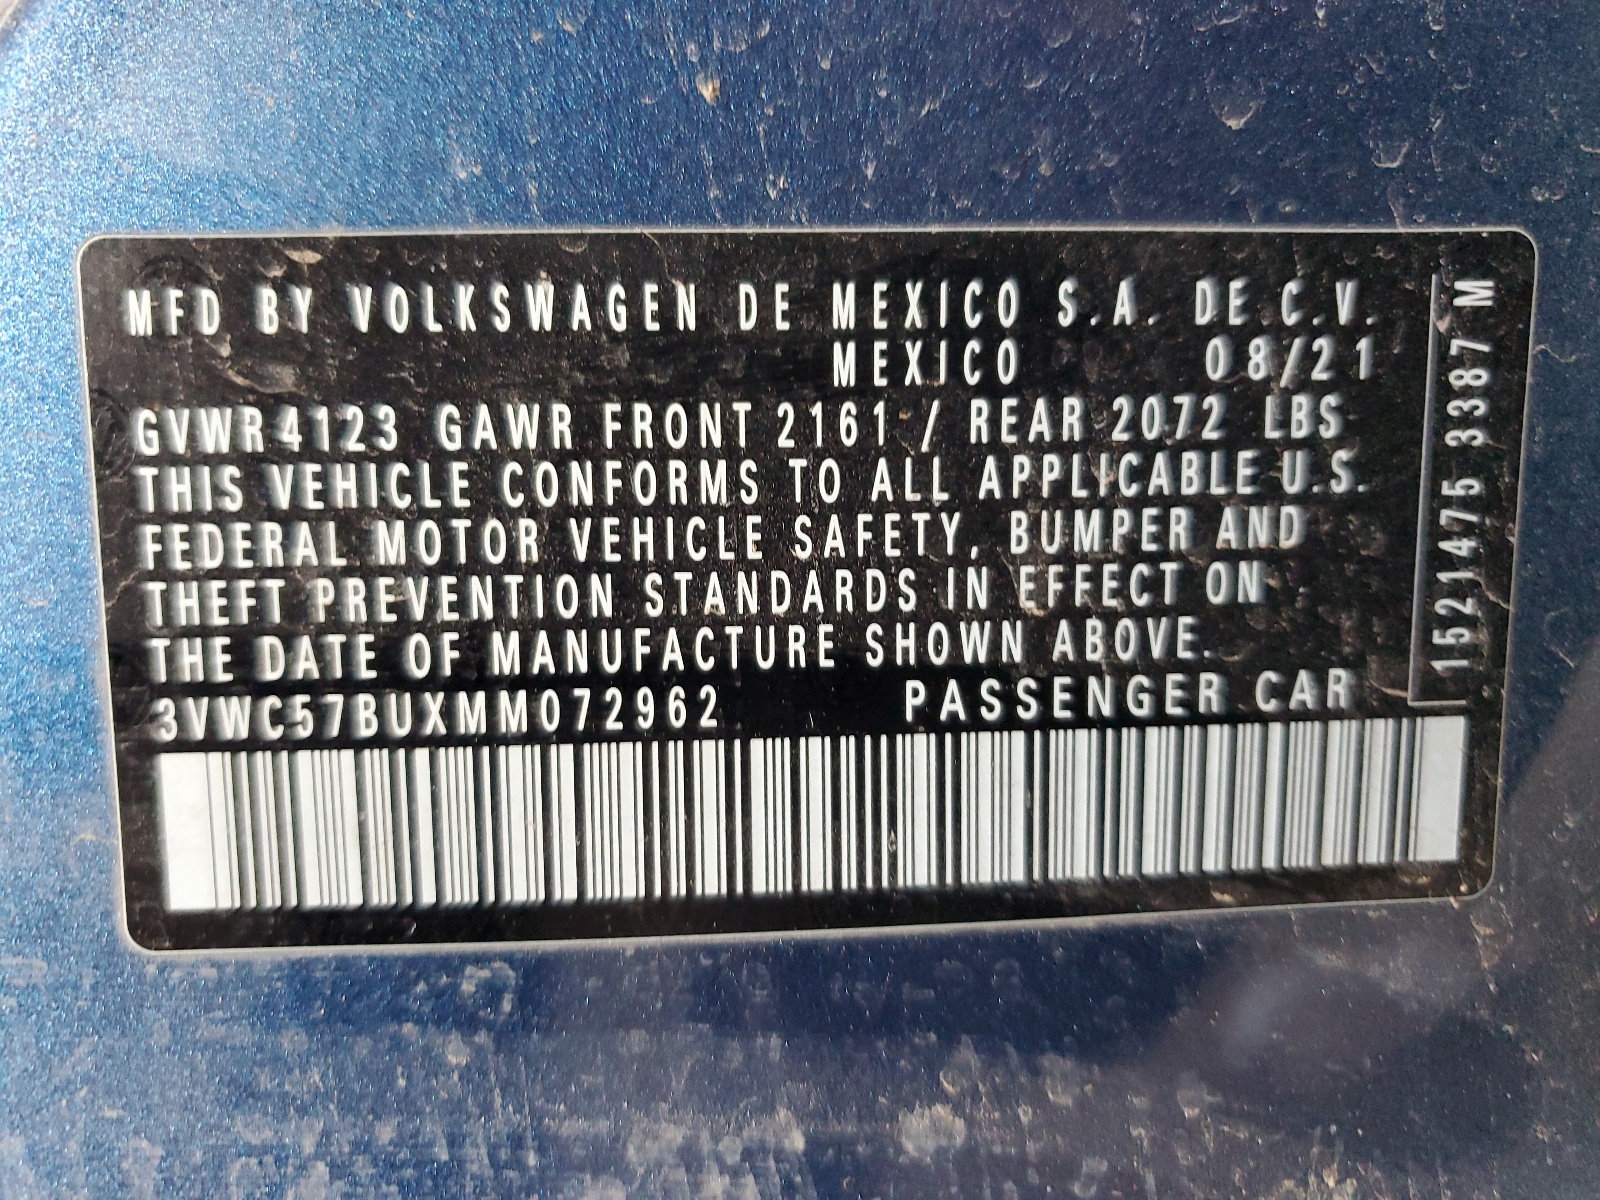 MFD BY VOLKSWAGEN DE MEXICO S.A. DE.C.V.
MEXICO 08/21
GVWR 4123 GAWR FRONT 2161 / REAR 2072 LBS
THIS VEHICLE CONFORMS TO ALL APPLICABLE U.S.
FEDERAL MOTOR VEHICLE SAFETY, BUMPER AND
THEFT PREVENTION STANDARDS IN EFFECT ON
THE DATE OF MANUFACTURE SHOWN ABOVE.
3VWC57BUXMM072962 PASSENGER CAR
1521475 3387 M